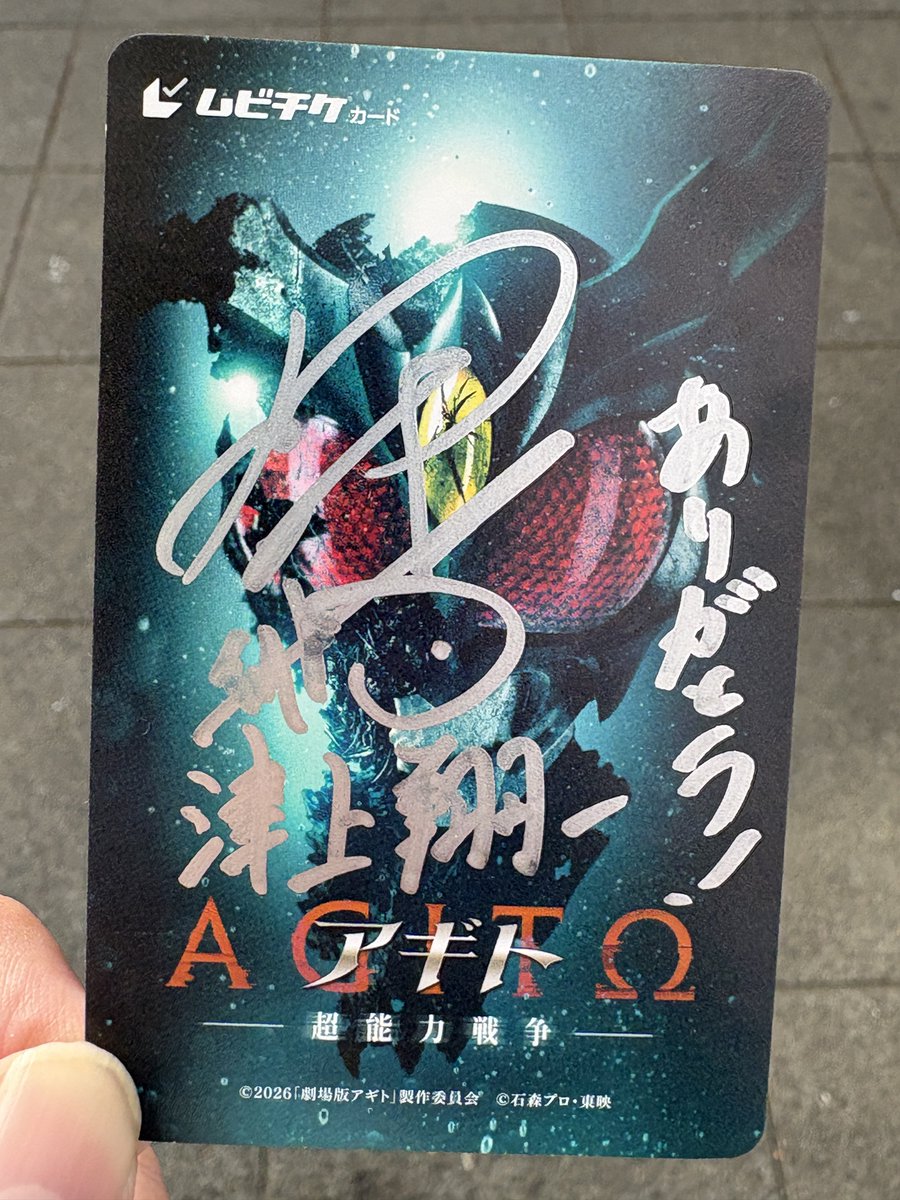 ムビチケ カード
ありがとう!
津上翔一
AGITΩ
アギト
超能力戦争
©2026「劇場版アギト」製作委員会 ©石森プロ・東映